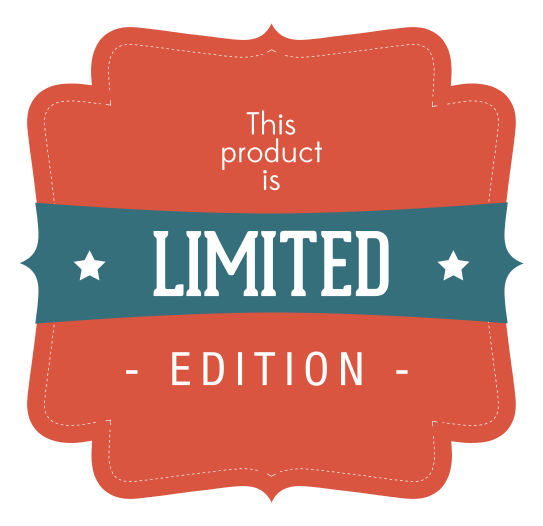 This
product
is
LIMITED
- EDITION -